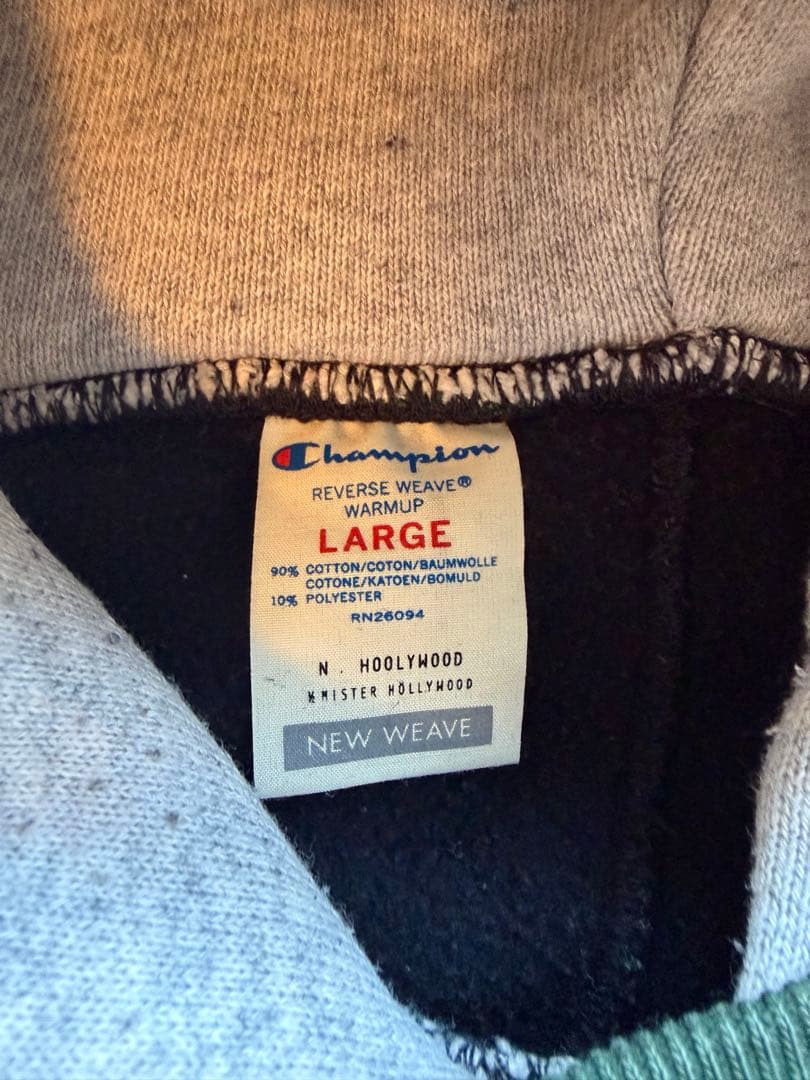 Champion
REVERSE WEAVE®
WARMUP
LARGE
90% COTTON/COTON/BAUMWOLLE
COTONE/KATOEN/BOMULD
10% POLYESTER
RN26094
N. HOOLYWOOD
MISTER HOLLYWOOD
NEW WEAVE